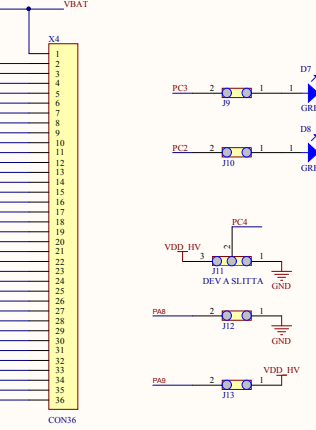 VBAT
X4
1
2
3
4
5
6
7
8
9
10
11
12
13
14
15
16
17
18
19
20
21
22
23
24
25
26
27
28
29
30
31
32
33
34
35
36
CON36
D7
PC3 2 1 1
J9 GRE
D8
PC2 2 1 1
J10 GRE
PC4
VDD_HV 2
3 1
J11
DEV A SLITTA GND
PA8 2 1
J12 GND
VDD_HV
PA9 2 1
J13